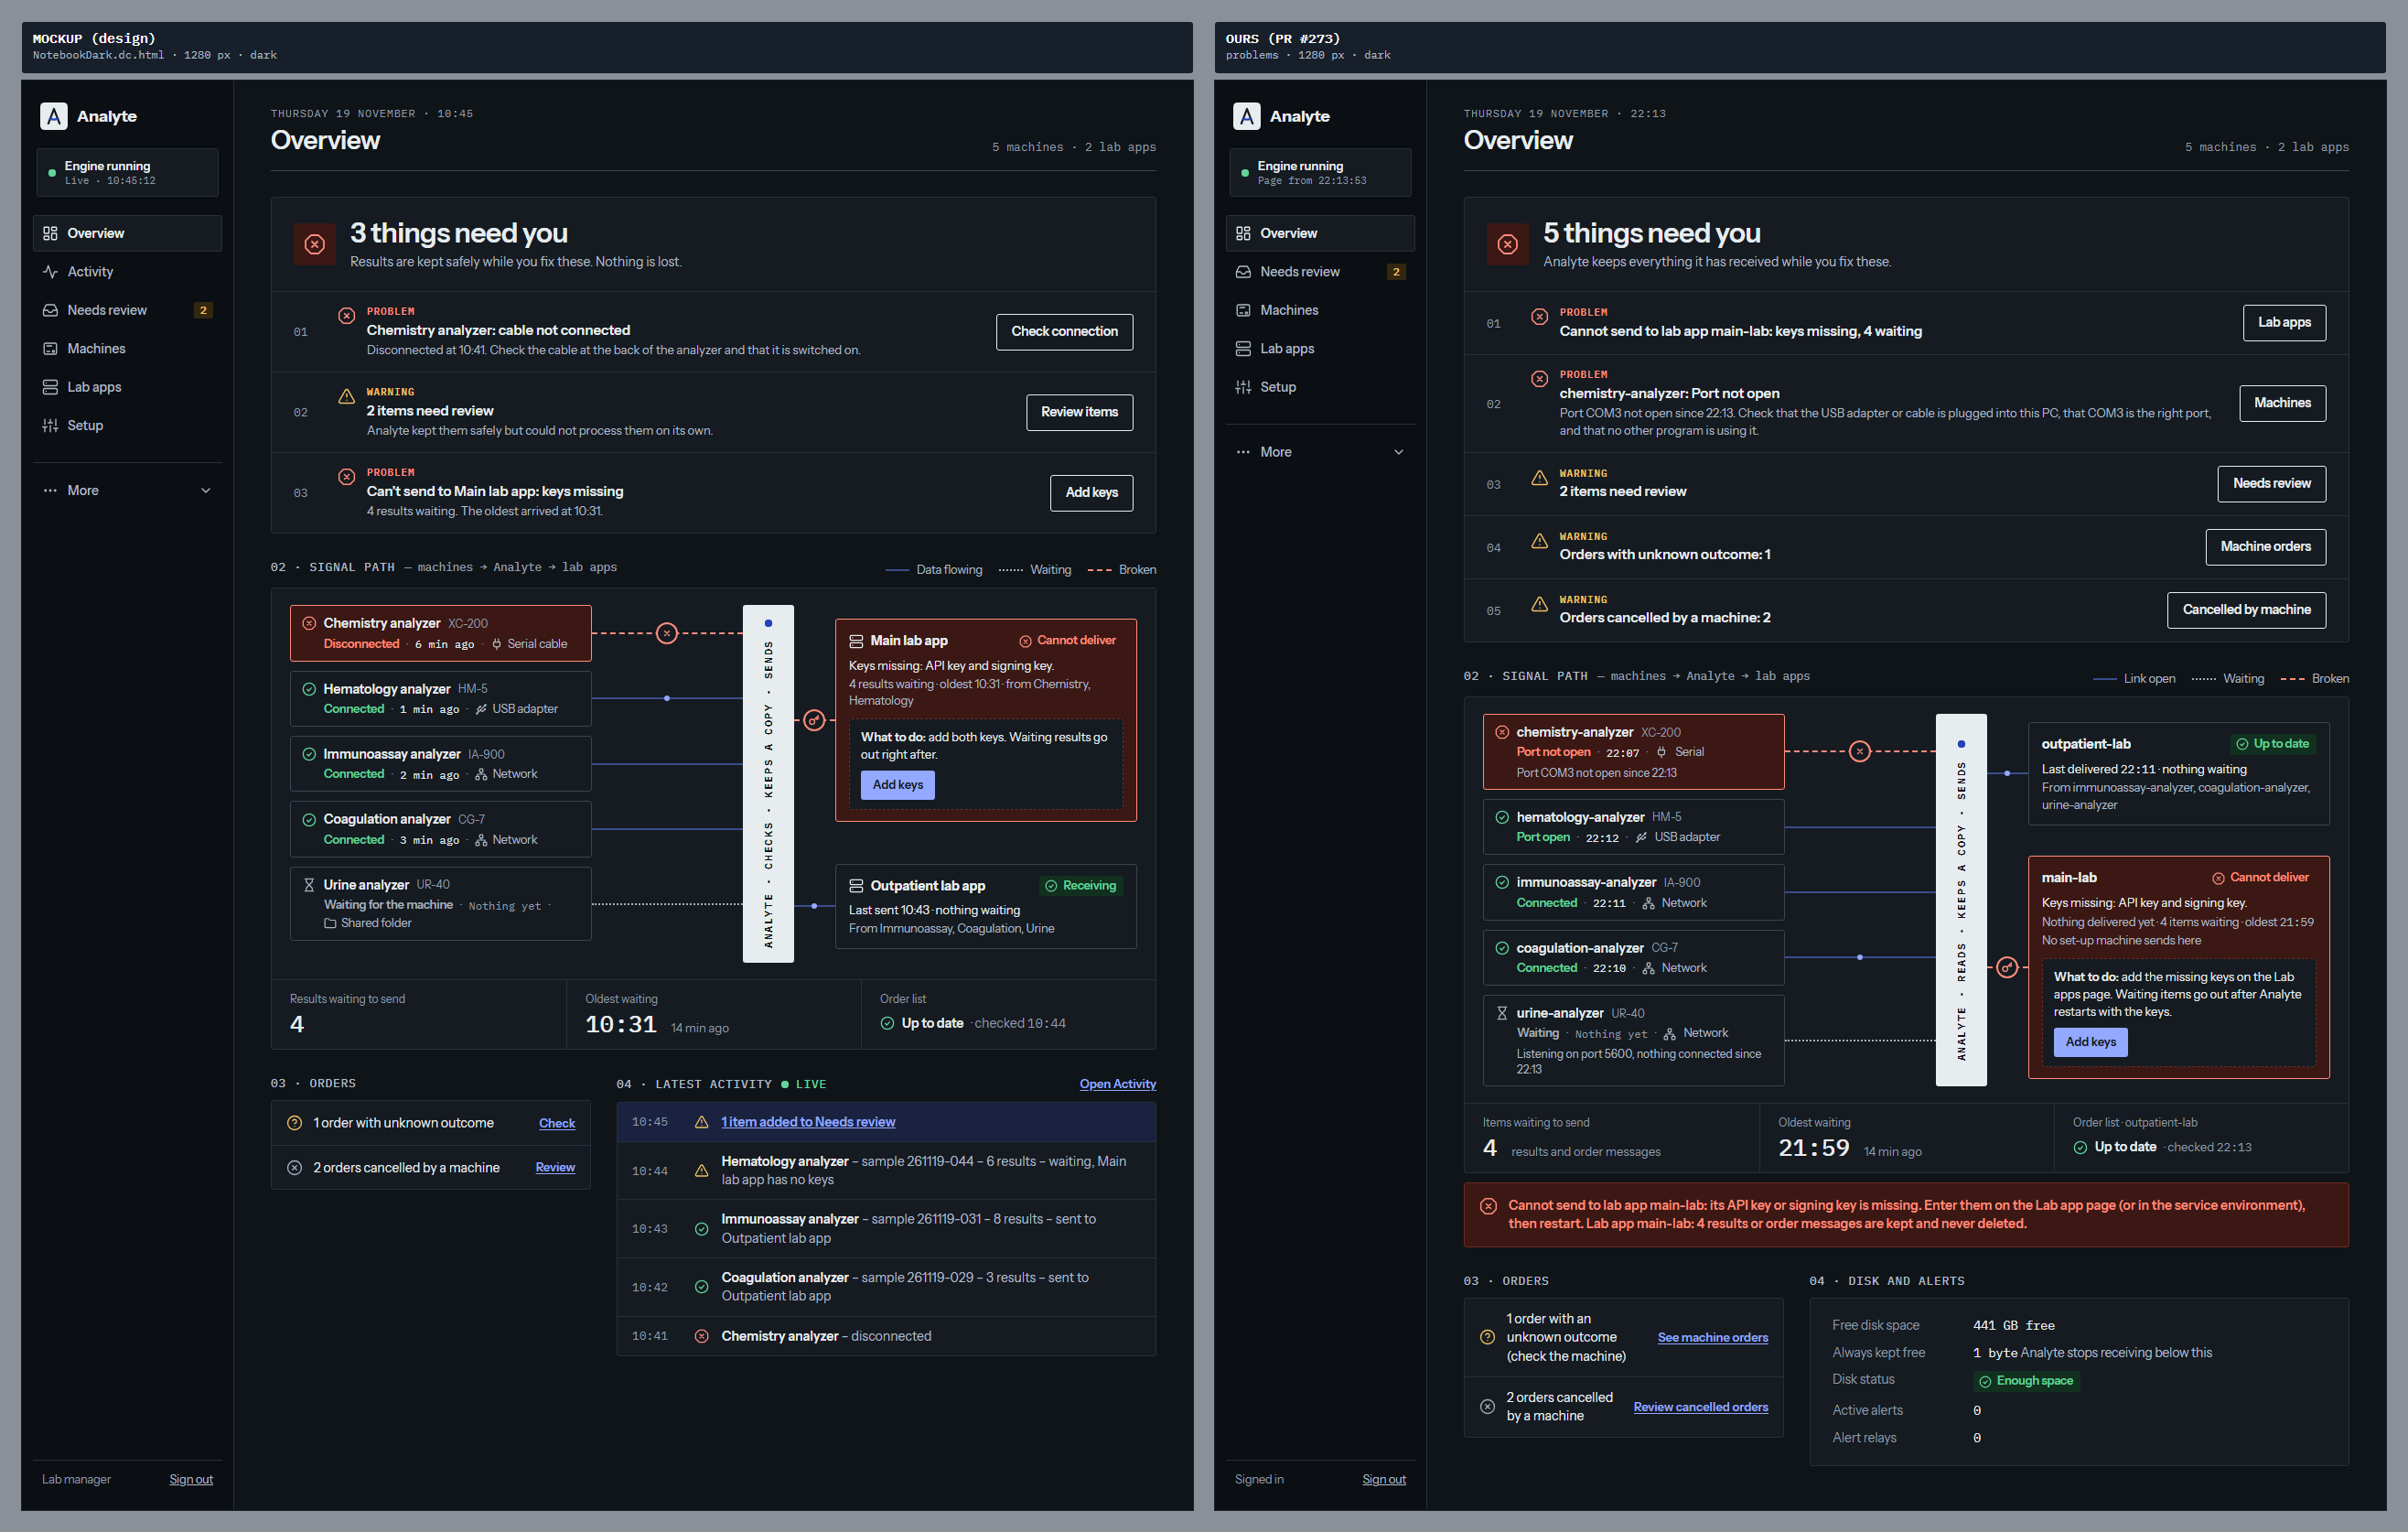 MOCKUP (design)
NotebookDark.dc.html · 1280 px · dark
Analyte
Engine running
Live · 10:45:12
Overview
Activity
Needs review 2
Machines
Lab apps
Setup
More
Lab manager Sign out
THURSDAY 19 NOVEMBER · 10:45
Overview
5 machines · 2 lab apps
3 things need you
Results are kept safely while you fix these. Nothing is lost.
01
PROBLEM
Chemistry analyzer: cable not connected
Disconnected at 10:41. Check the cable at the back of the analyzer and that it is switched on.
Check connection
02
WARNING
2 items need review
Analyte kept them safely but could not process them on its own.
Review items
03
PROBLEM
Can't send to Main lab app: keys missing
4 results waiting. The oldest arrived at 10:31.
Add keys
02 · SIGNAL PATH — machines → Analyte → lab apps
Data flowing Waiting Broken
Chemistry analyzer XC-200
Disconnected · 6 min ago · Serial cable
Hematology analyzer HM-5
Connected · 1 min ago · USB adapter
Immunoassay analyzer IA-900
Connected · 2 min ago · Network
Coagulation analyzer CG-7
Connected · 3 min ago · Network
Urine analyzer UR-40
Waiting for the machine · Nothing yet ·
Shared folder
ANALYTE · CHECKS · KEEPS A COPY · SENDS
Main lab app Cannot deliver
Keys missing: API key and signing key.
4 results waiting · oldest 10:31 · from Chemistry,
Hematology
What to do: add both keys. Waiting results go
out right after.
Add keys
Outpatient lab app Receiving
Last sent 10:43 · nothing waiting
From Immunoassay, Coagulation, Urine
Results waiting to send
4
Oldest waiting
10:31 14 min ago
Order list
Up to date · checked 10:44
03 · ORDERS
1 order with unknown outcome Check
2 orders cancelled by a machine Review
04 · LATEST ACTIVITY LIVE
Open Activity
10:45 1 item added to Needs review
10:44 Hematology analyzer – sample 261119-044 – 6 results – waiting, Main
lab app has no keys
10:43 Immunoassay analyzer – sample 261119-031 – 8 results – sent to
Outpatient lab app
10:42 Coagulation analyzer – sample 261119-029 – 3 results – sent to
Outpatient lab app
10:41 Chemistry analyzer – disconnected
OURS (PR #273)
problems · 1280 px · dark
Analyte
Engine running
Page from 22:13:53
Overview
Needs review 2
Machines
Lab apps
Setup
More
Signed in Sign out
THURSDAY 19 NOVEMBER · 22:13
Overview
5 machines · 2 lab apps
5 things need you
Analyte keeps everything it has received while you fix these.
01
PROBLEM
Cannot send to lab app main-lab: keys missing, 4 waiting
Lab apps
02
PROBLEM
chemistry-analyzer: Port not open
Port COM3 not open since 22:13. Check that the USB adapter or cable is plugged into this PC, that COM3 is the right port,
and that no other program is using it.
Machines
03
WARNING
2 items need review
Needs review
04
WARNING
Orders with unknown outcome: 1
Machine orders
05
WARNING
Orders cancelled by a machine: 2
Cancelled by machine
02 · SIGNAL PATH — machines → Analyte → lab apps
Link open Waiting Broken
chemistry-analyzer XC-200
Port not open · 22:07 · Serial
Port COM3 not open since 22:13
hematology-analyzer HM-5
Port open · 22:12 · USB adapter
immunoassay-analyzer IA-900
Connected · 22:11 · Network
coagulation-analyzer CG-7
Connected · 22:10 · Network
urine-analyzer UR-40
Waiting · Nothing yet · Network
Listening on port 5600, nothing connected since
22:13
ANALYTE · READS · KEEPS A COPY · SENDS
outpatient-lab Up to date
Last delivered 22:11 · nothing waiting
From immunoassay-analyzer, coagulation-analyzer,
urine-analyzer
main-lab Cannot deliver
Keys missing: API key and signing key.
Nothing delivered yet · 4 items waiting · oldest 21:59
No set-up machine sends here
What to do: add the missing keys on the Lab
apps page. Waiting items go out after Analyte
restarts with the keys.
Add keys
Items waiting to send
4 results and order messages
Oldest waiting
21:59 14 min ago
Order list · outpatient-lab
Up to date · checked 22:13
Cannot send to lab app main-lab: its API key or signing key is missing. Enter them on the Lab app page (or in the service environment),
then restart. Lab app main-lab: 4 results or order messages are kept and never deleted.
03 · ORDERS
1 order with an
unknown outcome
(check the machine)
See machine orders
2 orders cancelled
by a machine
Review cancelled orders
04 · DISK AND ALERTS
Free disk space 441 GB free
Always kept free 1 byte Analyte stops receiving below this
Disk status Enough space
Active alerts 0
Alert relays 0